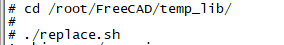 # cd /root/FreeCAD/temp_lib/
#
# ./replace.sh